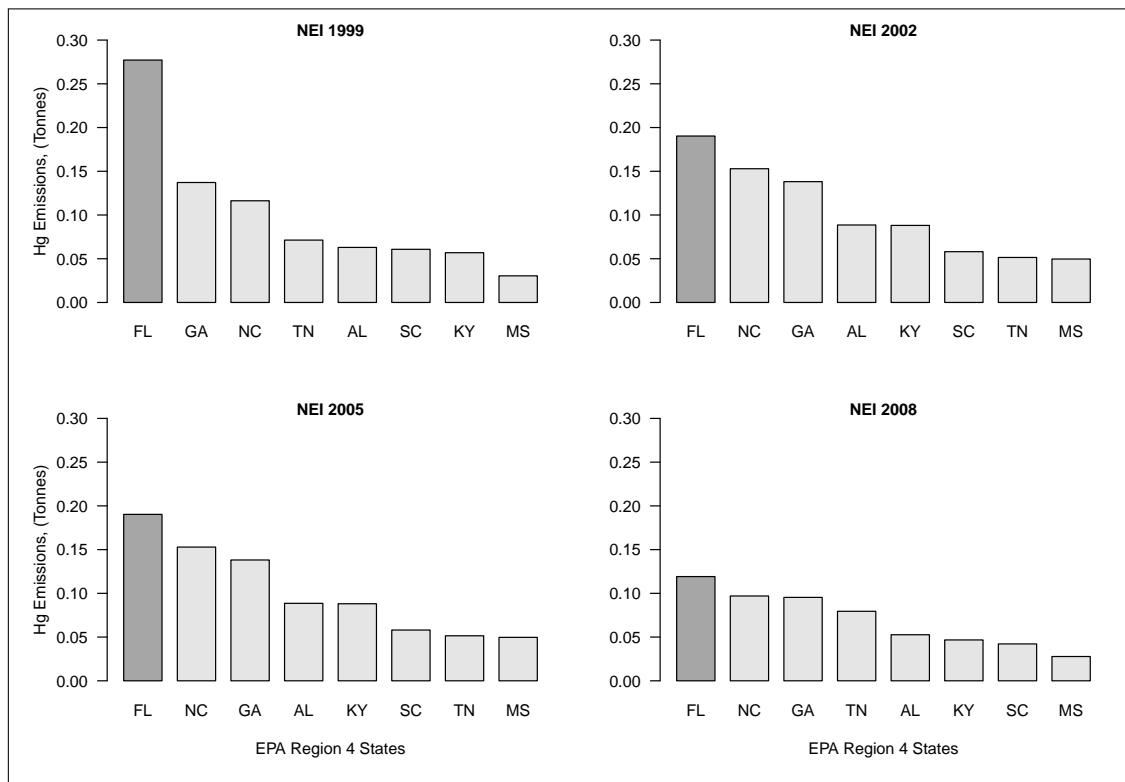 NEI 1999
Hg Emissions, (Tonnes)
0.30
0.25
0.20
0.15
0.10
0.05
0.00
FL GA NC TN AL SC KY MS
NEI 2002
0.30
0.25
0.20
0.15
0.10
0.05
0.00
FL NC GA AL KY SC TN MS
NEI 2005
Hg Emissions, (Tonnes)
0.30
0.25
0.20
0.15
0.10
0.05
0.00
FL NC GA AL KY SC TN MS
EPA Region 4 States
NEI 2008
0.30
0.25
0.20
0.15
0.10
0.05
0.00
FL NC GA TN AL KY SC MS
EPA Region 4 States